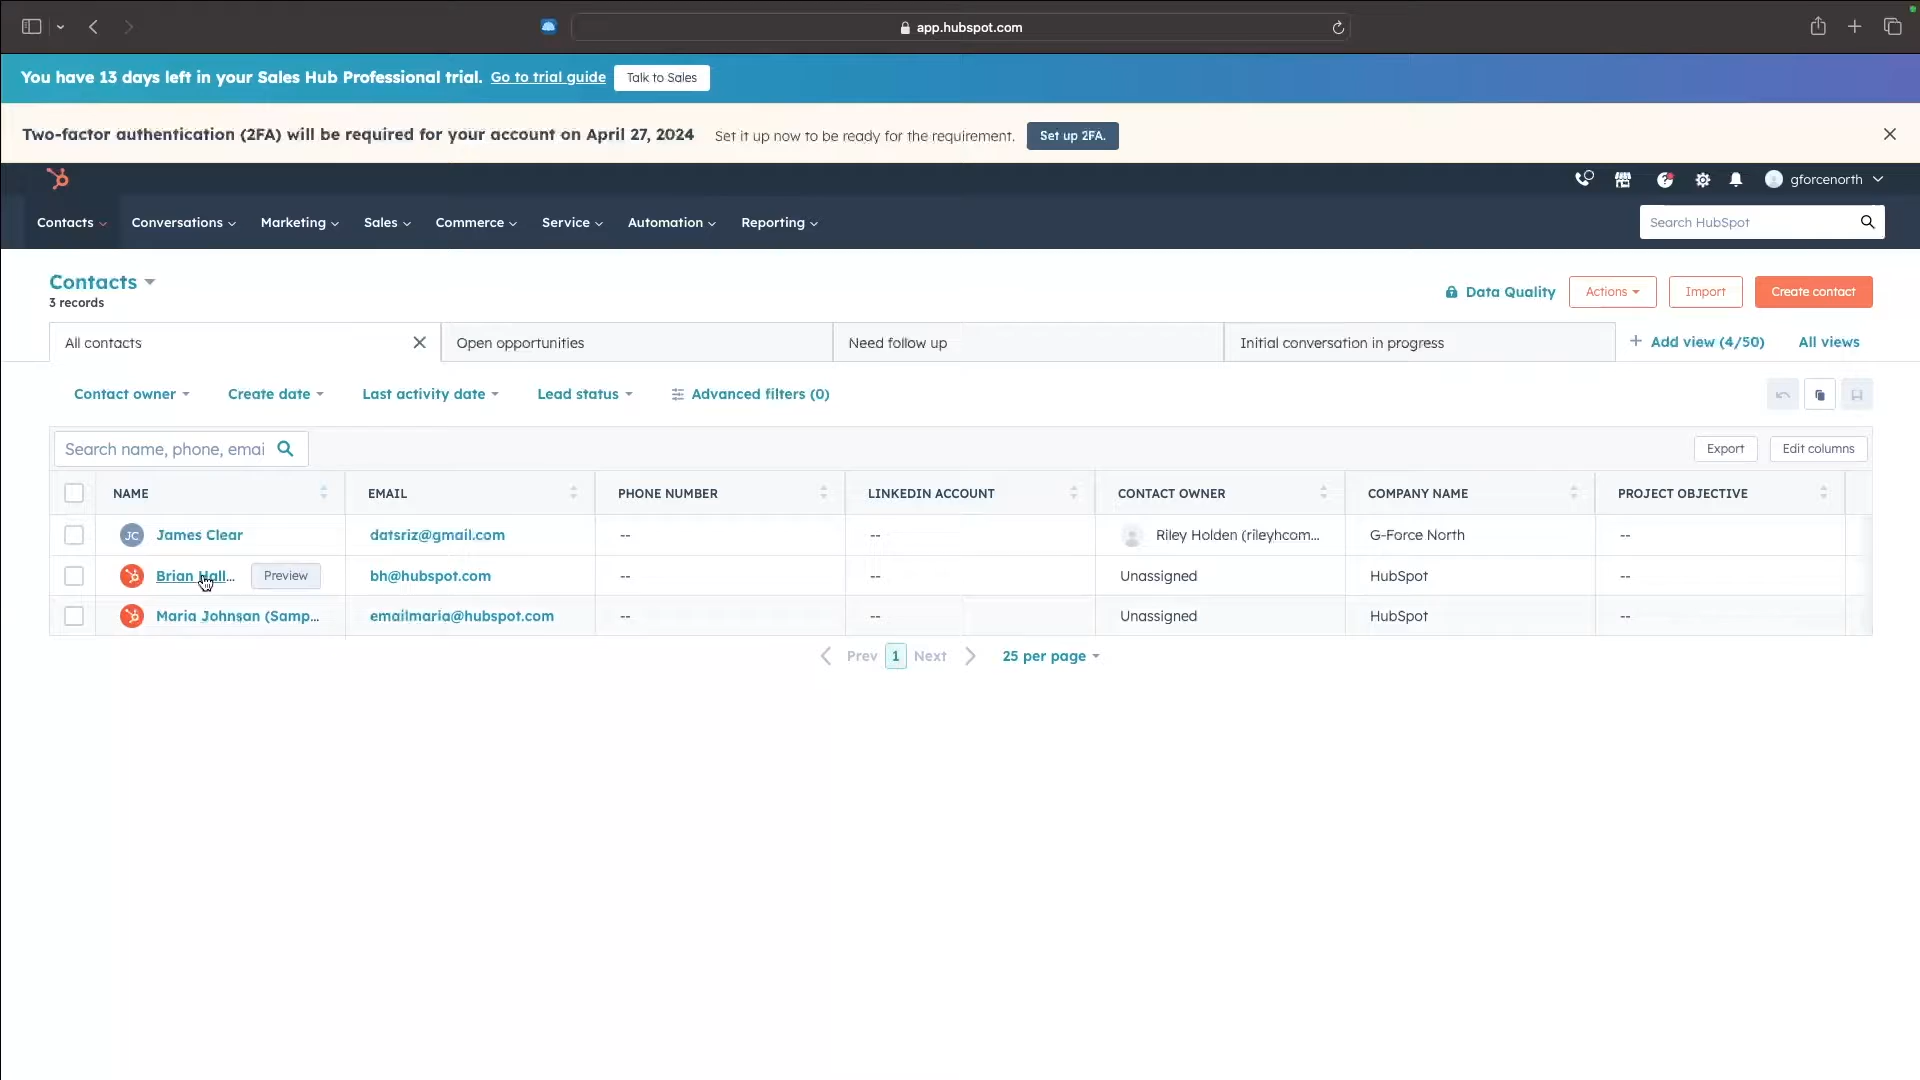 app.hubspot.com
You have 13 days left in your Sales Hub Professional trial. Go to trial guide Talk to Sales
Two-factor authentication (2FA) will be required for your account on April 27, 2024 Set it up now to be ready for the requirement. Set up 2FA.
gforcenorth
Contacts Conversations Marketing Sales Commerce Service Automation Reporting Search HubSpot
Contacts
3 records
Data Quality Actions Import Create contact
All contacts Open opportunities Need follow up Initial conversation in progress + Add view (4/50) All views
Contact owner Create date Last activity date Lead status Advanced filters (0)
Search name, phone, emai Export Edit columns
NAME EMAIL PHONE NUMBER LINKEDIN ACCOUNT CONTACT OWNER COMPANY NAME PROJECT OBJECTIVE
JC James Clear datsriz@gmail.com -- -- Riley Holden (rileyhcom... G-Force North --
Brian Hall... Preview bh@hubspot.com -- -- Unassigned HubSpot --
Maria Johnson (Samp... emailmaria@hubspot.com -- -- Unassigned HubSpot --
Prev 1 Next 25 per page